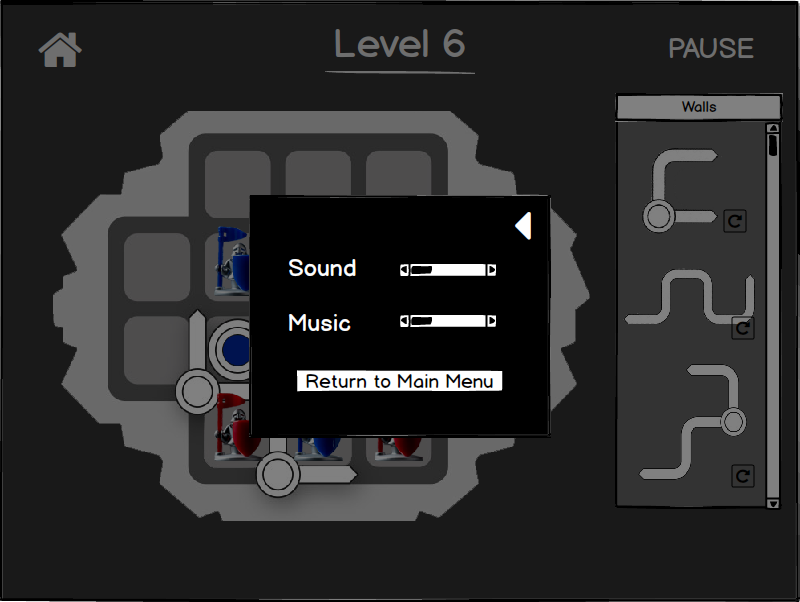 Level 6
PAUSE
Walls
Sound
Music
Return to Main Menu